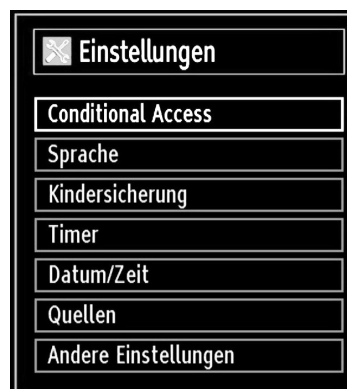 Einstellungen
Conditional Access
Sprache
Kindersicherung
Timer
Datum/Zeit
Quellen
Andere Einstellungen